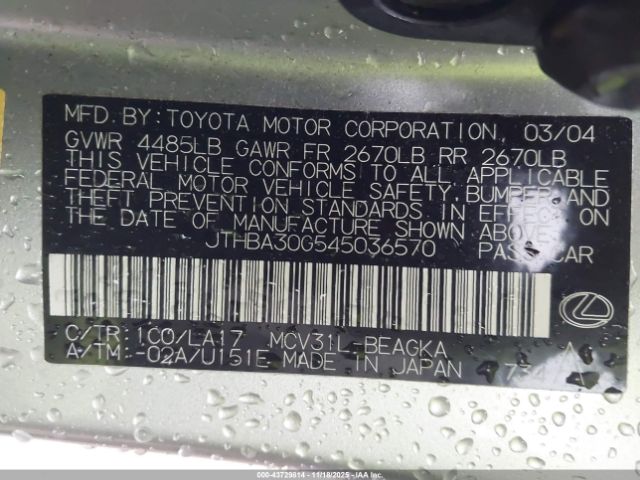 MFD. BY: TOYOTA MOTOR CORPORATION, 03/04
GVWR 4485LB GAWR FR 2670LB RR 2670LB
THIS VEHICLE CONFORMS TO ALL APPLICABLE
FEDERAL MOTOR VEHICLE SAFETY, BUMPER, AND
THEFT PREVENTION STANDARDS IN EFFECT ON
THE DATE OF MANUFACTURE SHOWN ABOVE.
JTHBA30G545036570 PASS CAR
C/TR: 1C0/LA17 MCV31L-BEAGKA
A/TM: -02A/U151E MADE IN JAPAN
000-43729814 - 11/18/2025 - IAA Holdings, LLC.